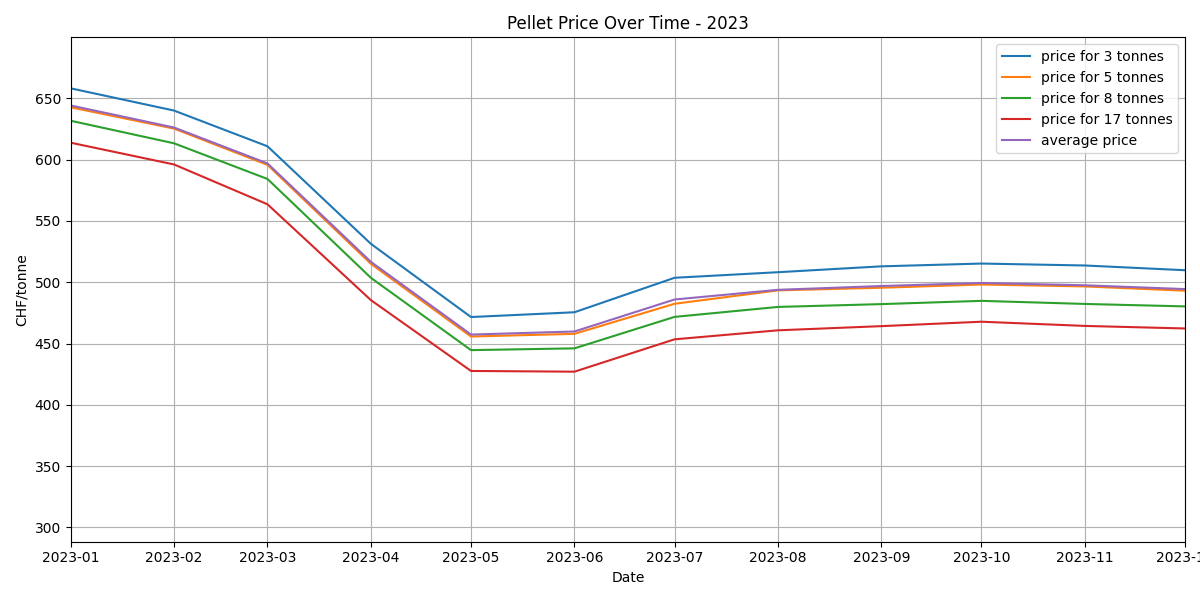 Pellet Price Over Time - 2023
price for 3 tonnes
price for 5 tonnes
price for 8 tonnes
price for 17 tonnes
average price
CHF/tonne
650
600
550
500
450
400
350
300
2023-01 2023-02 2023-03 2023-04 2023-05 2023-06 2023-07 2023-08 2023-09 2023-10 2023-11 2023-1
Date